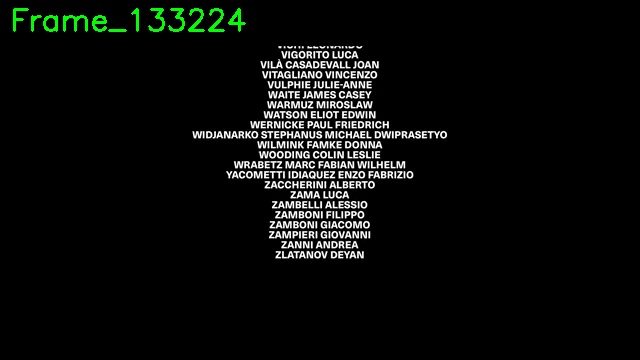 Frame_133224
VIGORITO LUCA
VILÀ CASADEVALL JOAN
VITAGLIANO VINCENZO
VULPHIE JULIE-ANNE
WAITE JAMES CASEY
WARMUZ MIROSLAW
WATSON ELIOT EDWIN
WERNICKE PAUL FRIEDRICH
WIDJANARKO STEPHANUS MICHAEL DWIPRASETYO
WILMINK FAMKE DONNA
WOODING COLIN LESLIE
WRABETZ MARC FABIAN WILHELM
YACOMETTI IDIAQUEZ ENZO FABRIZIO
ZACCHERINI ALBERTO
ZAMA LUCA
ZAMBELLI ALESSIO
ZAMBONI FILIPPO
ZAMBONI GIACOMO
ZAMPIERI GIOVANNI
ZANNI ANDREA
ZLATANOV DEYAN